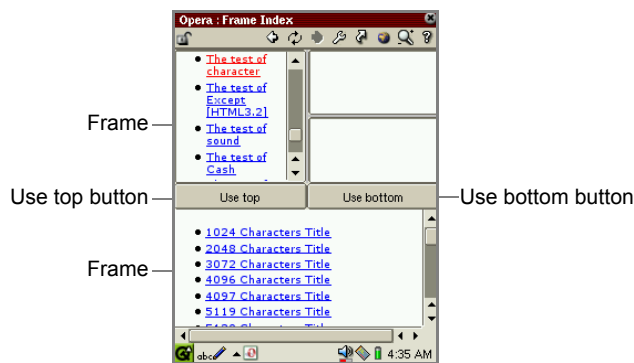 Opera : Frame Index
The test of
character
The test of
Except
[HTML3.2]
The test of
sound
The test of
Cash
Frame
Use top button
Use top
Use bottom
Use bottom button
1024 Characters Title
2048 Characters Title
3072 Characters Title
Frame
4096 Characters Title
4097 Characters Title
5119 Characters Title
abc
4:35 AM